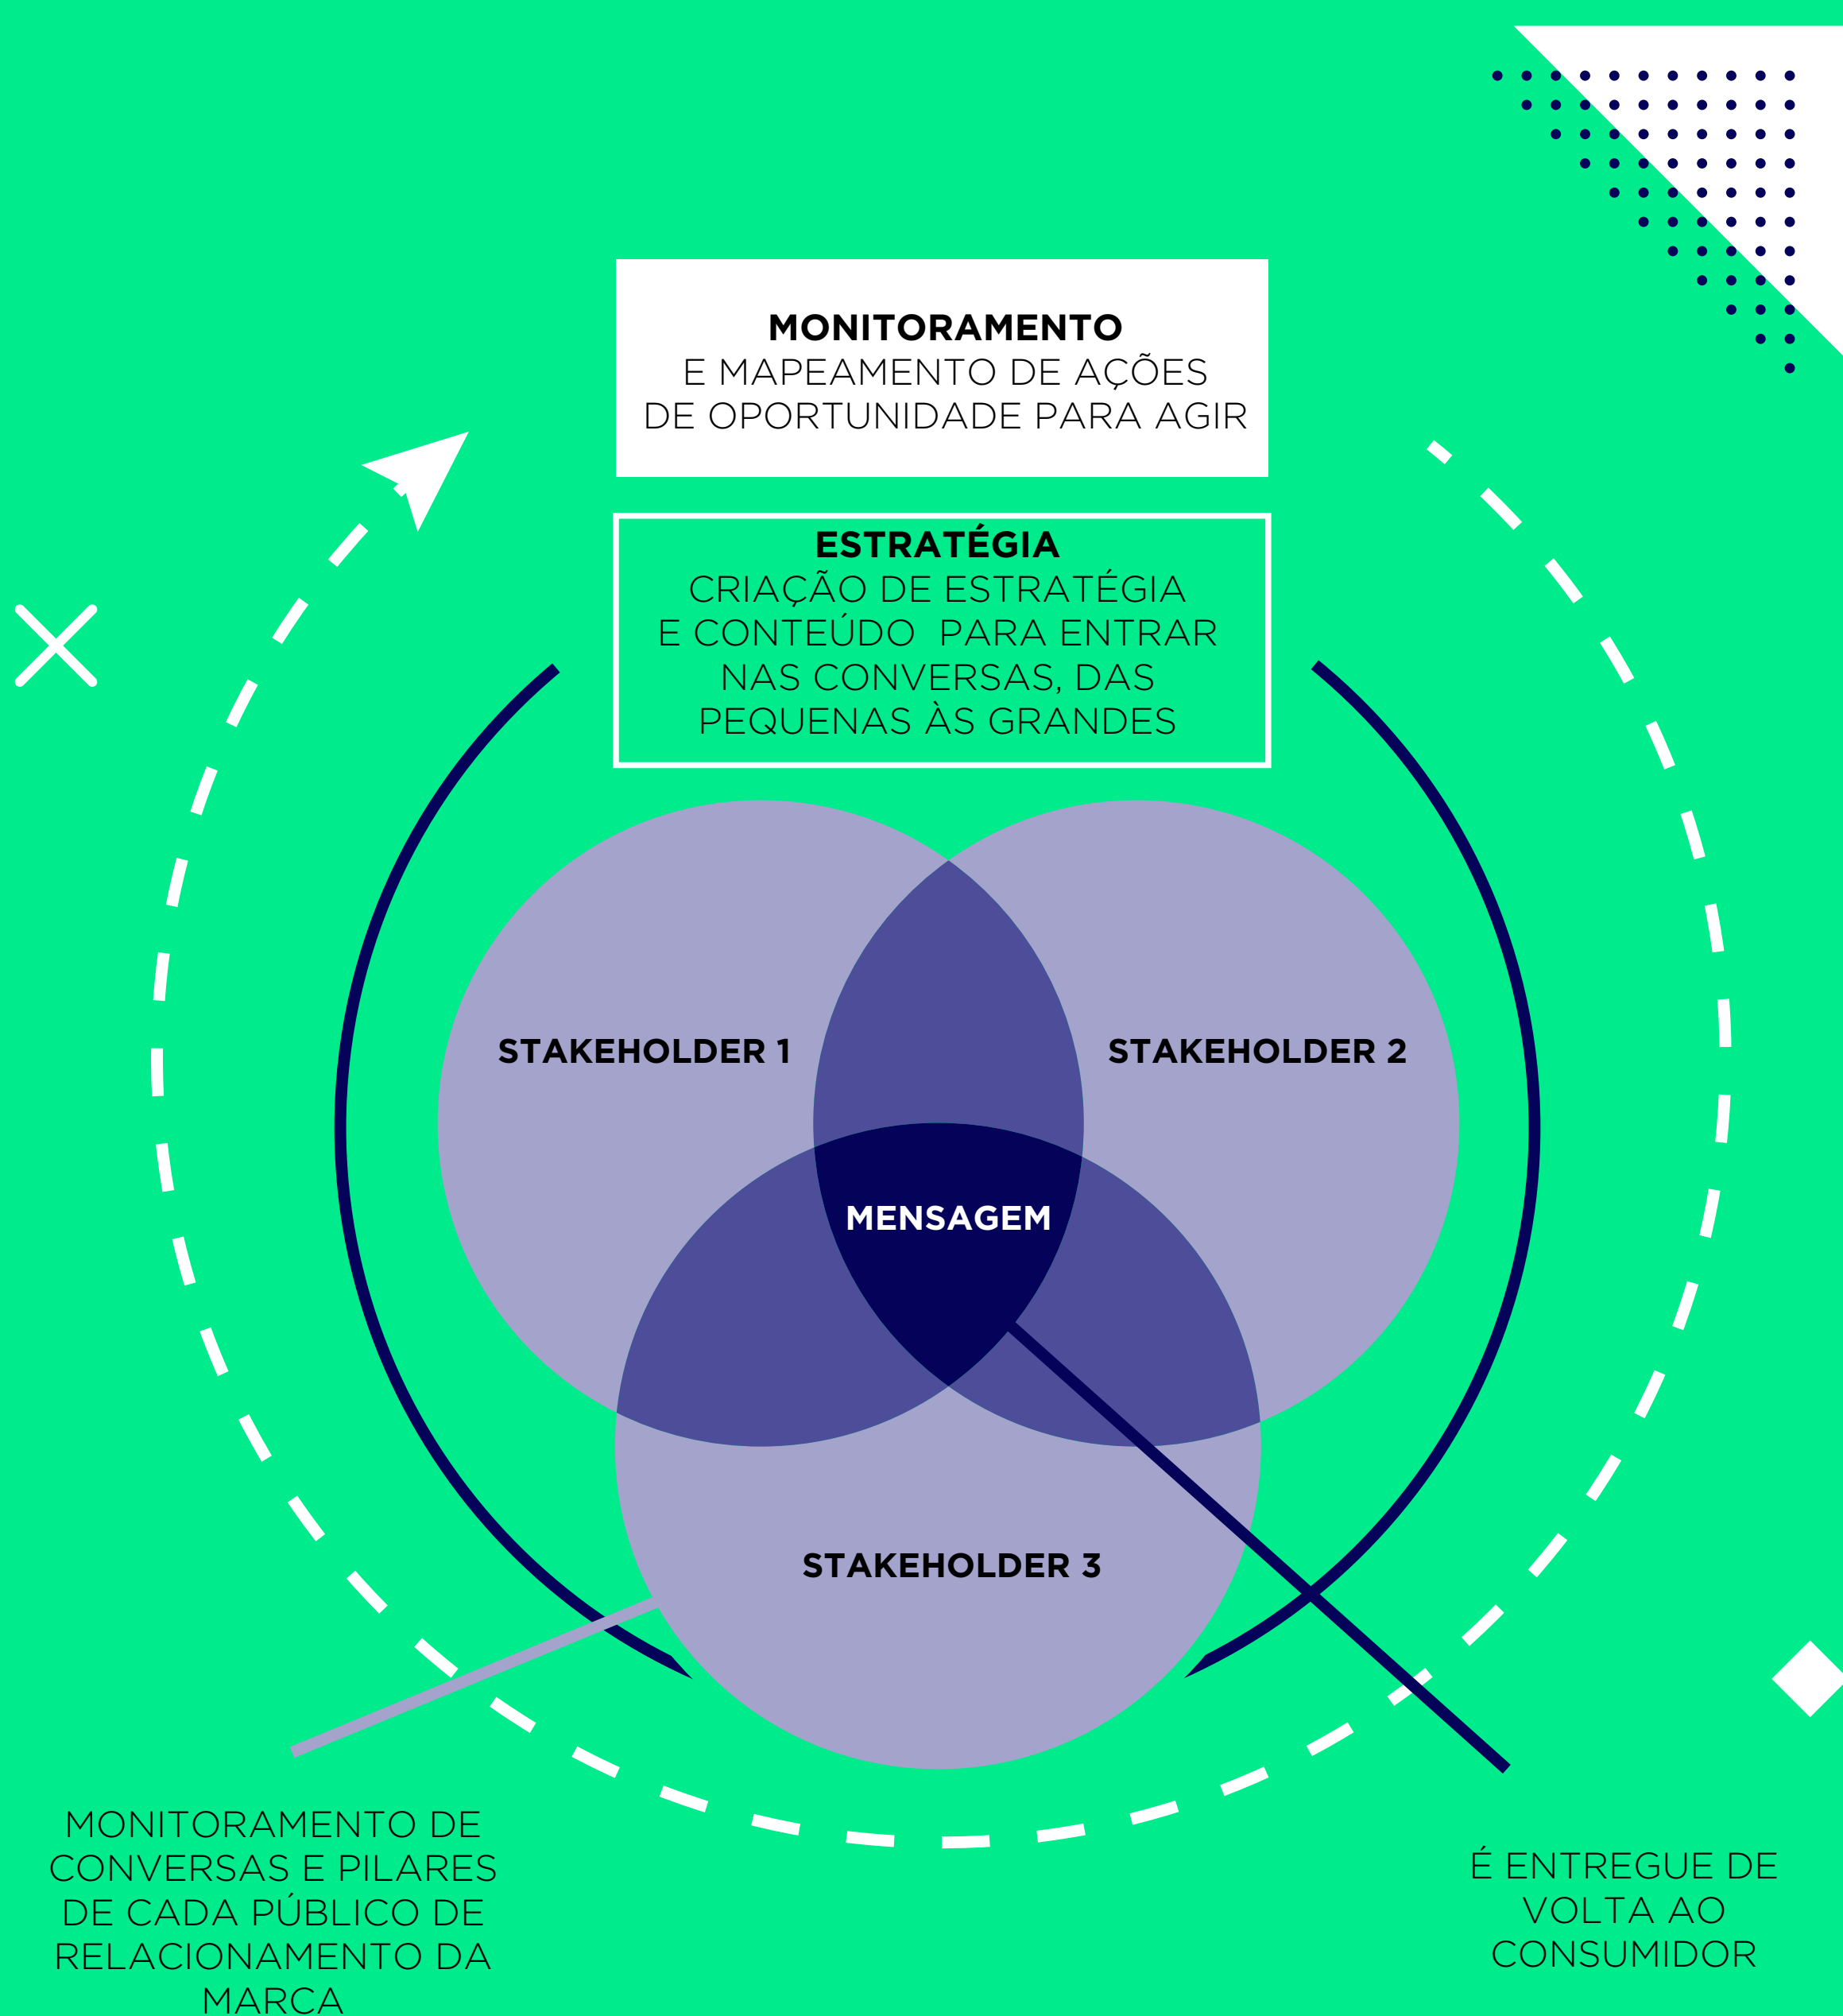 MONITORAMENTO
E MAPEAMENTO DE AÇÕES
DE OPORTUNIDADE PARA AGIR
ESTRATÉGIA
CRIAÇÃO DE ESTRATÉGIA
E CONTEÚDO PARA ENTRAR
NAS CONVERSAS, DAS
PEQUENAS ÀS GRANDES
STAKEHOLDER 1
STAKEHOLDER 2
MENSAGEM
STAKEHOLDER 3
MONITORAMENTO DE
CONVERSAS E PILARES
DE CADA PÚBLICO DE
RELACIONAMENTO DA
MARCA
É ENTREGUE DE
VOLTA AO
CONSUMIDOR